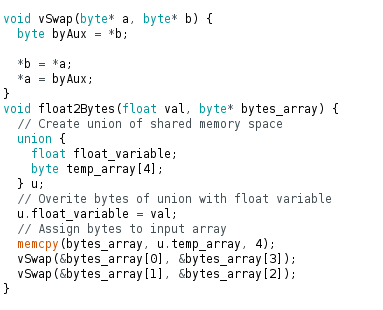 void vSwap(byte* a, byte* b) {
  byte byAux = *b;

  *b = *a;
  *a = byAux;
}
void float2Bytes(float val, byte* bytes_array) {
  // Create union of shared memory space
  union {
    float float_variable;
    byte temp_array[4];
  } u;
  // Overite bytes of union with float variable
  u.float_variable = val;
  // Assign bytes to input array
  memcpy(bytes_array, u.temp_array, 4);
  vSwap(&bytes_array[0], &bytes_array[3]);
  vSwap(&bytes_array[1], &bytes_array[2]);
}